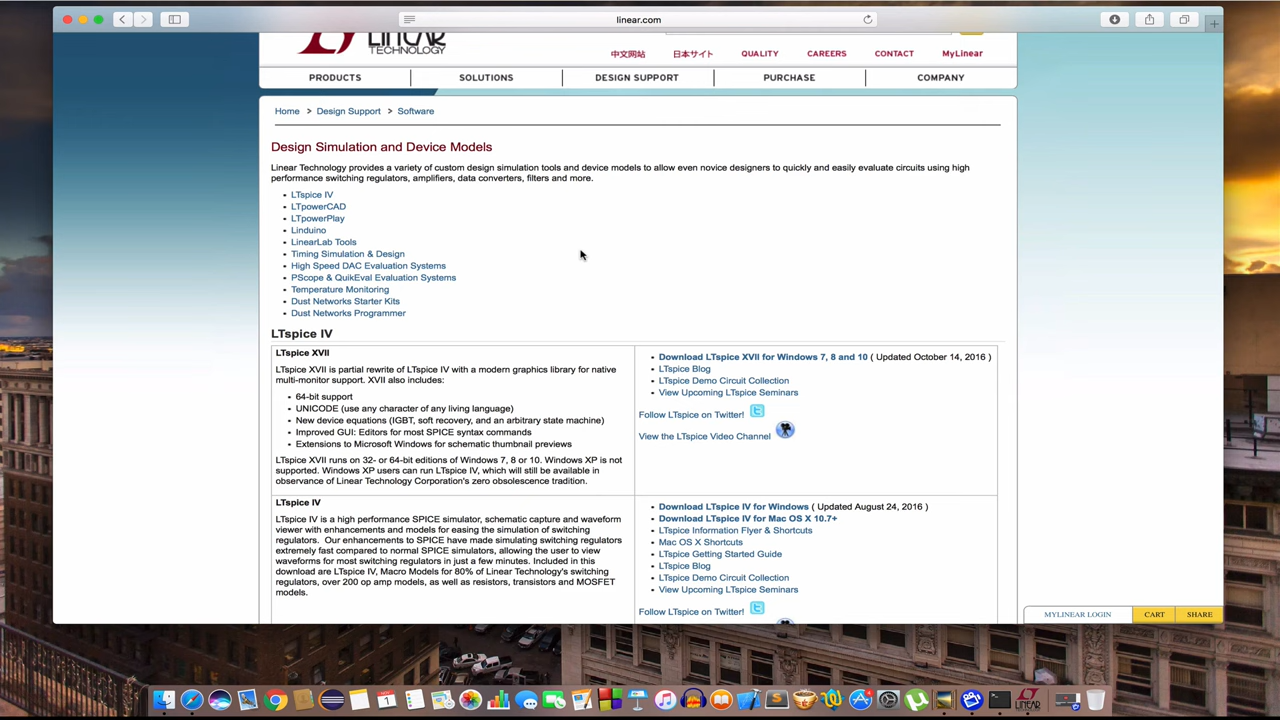 linear.com
LINEAR
TECHNOLOGY
中文网站 日本サイト QUALITY CAREERS CONTACT MyLinear
PRODUCTS SOLUTIONS DESIGN SUPPORT PURCHASE COMPANY
Home > Design Support > Software
Design Simulation and Device Models
Linear Technology provides a variety of custom design simulation tools and device models to allow even novice designers to quickly and easily evaluate circuits using high
performance switching regulators, amplifiers, data converters, filters and more.
LTspice IV
LTpowerCAD
LTpowerPlay
Linduino
LinearLab Tools
Timing Simulation & Design
High Speed DAC Evaluation Systems
PScope & QuikEval Evaluation Systems
Temperature Monitoring
Dust Networks Starter Kits
Dust Networks Programmer
LTspice IV
LTspice XVII
LTspice XVII is partial rewrite of LTspice IV with a modern graphics library for native
multi-monitor support. XVII also includes:
64-bit support
UNICODE (use any character of any living language)
New device equations (IGBT, soft recovery, and an arbitrary state machine)
Improved GUI: Editors for most SPICE syntax commands
Extensions to Microsoft Windows for schematic thumbnail previews
LTspice XVII runs on 32- or 64-bit editions of Windows 7, 8 or 10. Windows XP is not
supported. Windows XP users can run LTspice IV, which will still be available in
observance of Linear Technology Corporation's zero obsolescence tradition.
Download LTspice XVII for Windows 7, 8 and 10 ( Updated October 14, 2016 )
LTspice Blog
LTspice Demo Circuit Collection
View Upcoming LTspice Seminars
Follow LTspice on Twitter!
View the LTspice Video Channel
LTspice IV
LTspice IV is a high performance SPICE simulator, schematic capture and waveform
viewer with enhancements and models for easing the simulation of switching
regulators. Our enhancements to SPICE have made simulating switching regulators
extremely fast compared to normal SPICE simulators, allowing the user to view
waveforms for most switching regulators in just a few minutes. Included in this
download are LTspice IV, Macro Models for 80% of Linear Technology's switching
regulators, over 200 op amp models, as well as resistors, transistors and MOSFET
models.
Download LTspice IV for Windows ( Updated August 24, 2016 )
Download LTspice IV for Mac OS X 10.7+
LTspice Information Flyer & Shortcuts
Mac OS X Shortcuts
LTspice Getting Started Guide
LTspice Blog
LTspice Demo Circuit Collection
View Upcoming LTspice Seminars
Follow LTspice on Twitter!
MYLINEAR LOGIN CART SHARE